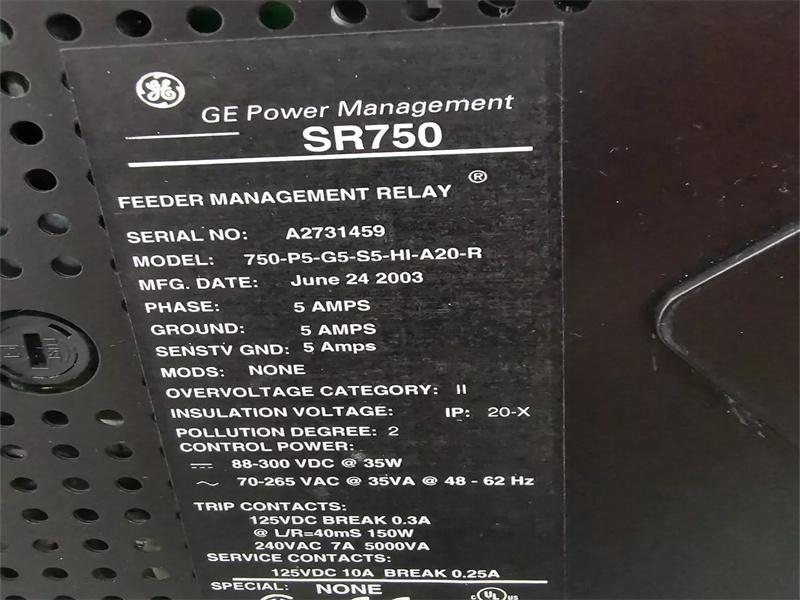 GE
GE Power Management
SR750
FEEDER MANAGEMENT RELAY ®
SERIAL NO: A2731459
MODEL: 750-P5-G5-S5-HI-A20-R
MFG. DATE: June 24 2003
PHASE: 5 AMPS
GROUND: 5 AMPS
SENSTV GND: 5 Amps
MODS: NONE
OVERVOLTAGE CATEGORY: II
INSULATION VOLTAGE: IP: 20-X
POLLUTION DEGREE: 2
CONTROL POWER:
⎓ 88-300 VDC @ 35W
~ 70-265 VAC @ 35VA @ 48 - 62 Hz
TRIP CONTACTS:
125VDC BREAK 0.3A
@ L/R=40mS 150W
240VAC 7A 5000VA
SERVICE CONTACTS:
125VDC 10A BREAK 0.25A
SPECIAL: NONE
c UL us